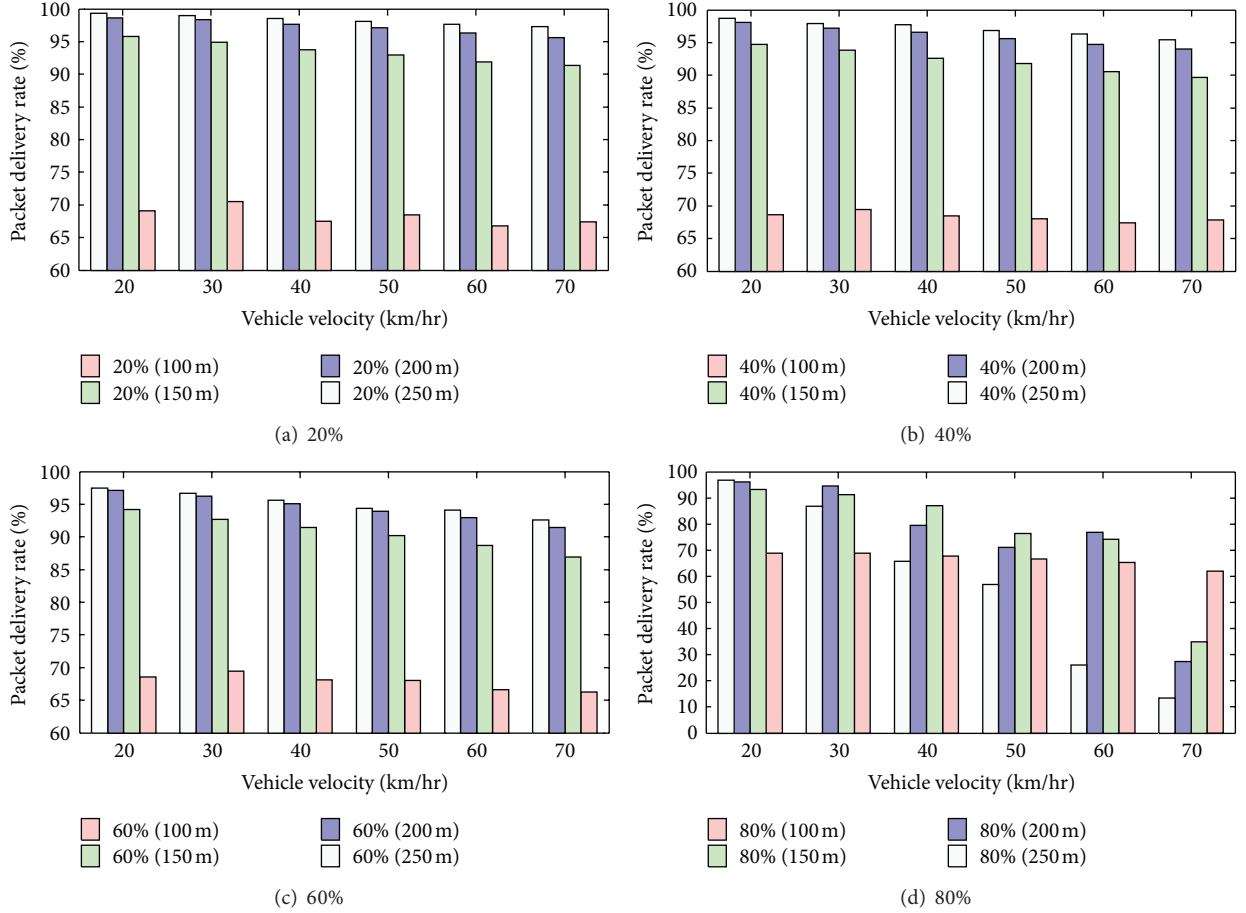 Packet delivery rate (%)
100
95
90
85
80
75
70
65
60
20 30 40 50 60 70
Vehicle velocity (km/hr)
20% (100 m) 20% (200 m)
20% (150 m) 20% (250 m)
(a) 20%
Packet delivery rate (%)
100
95
90
85
80
75
70
65
60
20 30 40 50 60 70
Vehicle velocity (km/hr)
40% (100 m) 40% (200 m)
40% (150 m) 40% (250 m)
(b) 40%
Packet delivery rate (%)
100
95
90
85
80
75
70
65
60
20 30 40 50 60 70
Vehicle velocity (km/hr)
60% (100 m) 60% (200 m)
60% (150 m) 60% (250 m)
(c) 60%
Packet delivery rate (%)
100
90
80
70
60
50
40
30
20
10
0
20 30 40 50 60 70
Vehicle velocity (km/hr)
80% (100 m) 80% (200 m)
80% (150 m) 80% (250 m)
(d) 80%